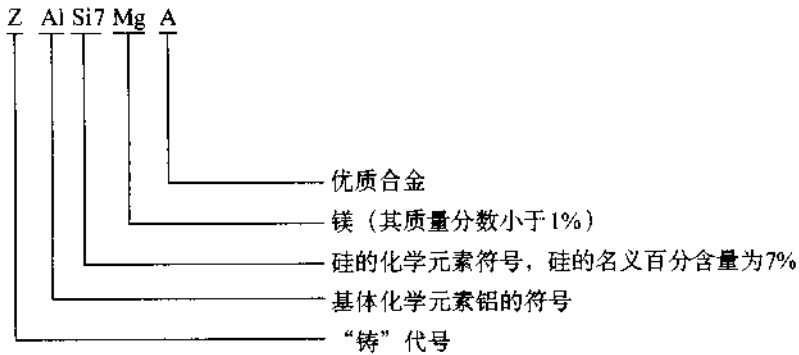 Z Al Si7 Mg A
优质合金
镁（其质量分数小于1%）
硅的化学元素符号，硅的名义百分含量为7%
基体化学元素铝的符号
“铸”代号